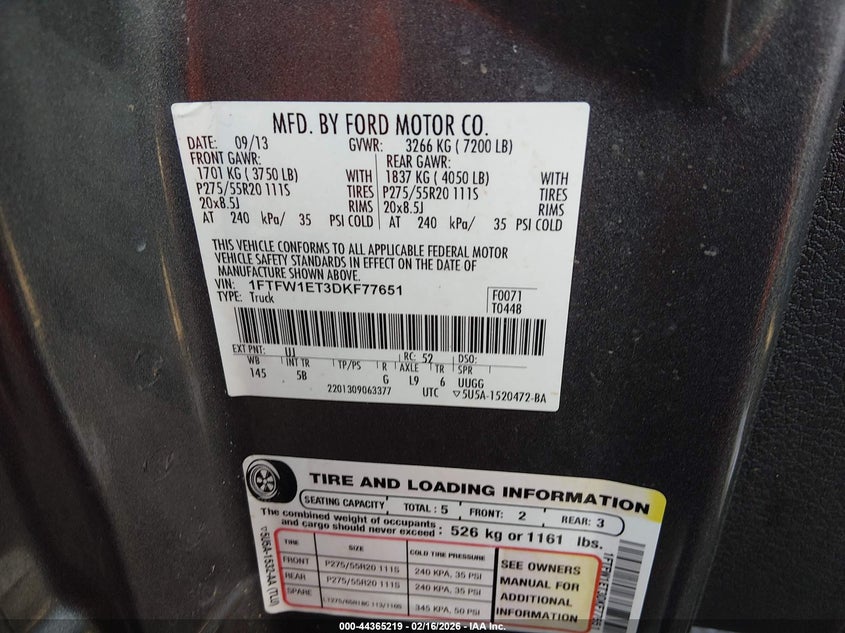 MFD. BY FORD MOTOR CO.
DATE: 09/13 GVWR: 3266 KG ( 7200 LB)
FRONT GAWR: REAR GAWR:
1701 KG ( 3750 LB) WITH 1837 KG ( 4050 LB) WITH
P275/55R20 111S TIRES P275/55R20 111S TIRES
20x8.5J RIMS 20x8.5J RIMS
AT 240 kPa/ 35 PSI COLD AT 240 kPa/ 35 PSI COLD
THIS VEHICLE CONFORMS TO ALL APPLICABLE FEDERAL MOTOR
VEHICLE SAFETY STANDARDS IN EFFECT ON THE DATE OF
MANUFACTURE SHOWN ABOVE.
VIN: 1FTFW1ET3DKF77651 F0071
TYPE: Truck T0448
EXT PNT: UJ RC: 52 DSO:
WB INT TR TP/PS R AXLE TR SPR
145 5B G L9 6 UUGG
2201309063377 UTC ▽5U5A-1520472-BA
TIRE AND LOADING INFORMATION
SEATING CAPACITY TOTAL : 5 FRONT: 2 REAR: 3
The combined weight of occupants
and cargo should never exceed : 526 kg or 1161 lbs.
TIRE SIZE COLD TIRE PRESSURE
FRONT P275/55R20 111S 240 KPA, 35 PSI
REAR P275/55R20 111S 240 KPA, 35 PSI
SPARE 345 KPA, 50 PSI
SEE OWNERS
MANUAL FOR
ADDITIONAL
INFORMATION
▽5U5A-1532-AA (TLU)
000-44365219 - 02/16/2026 - IAA Inc.